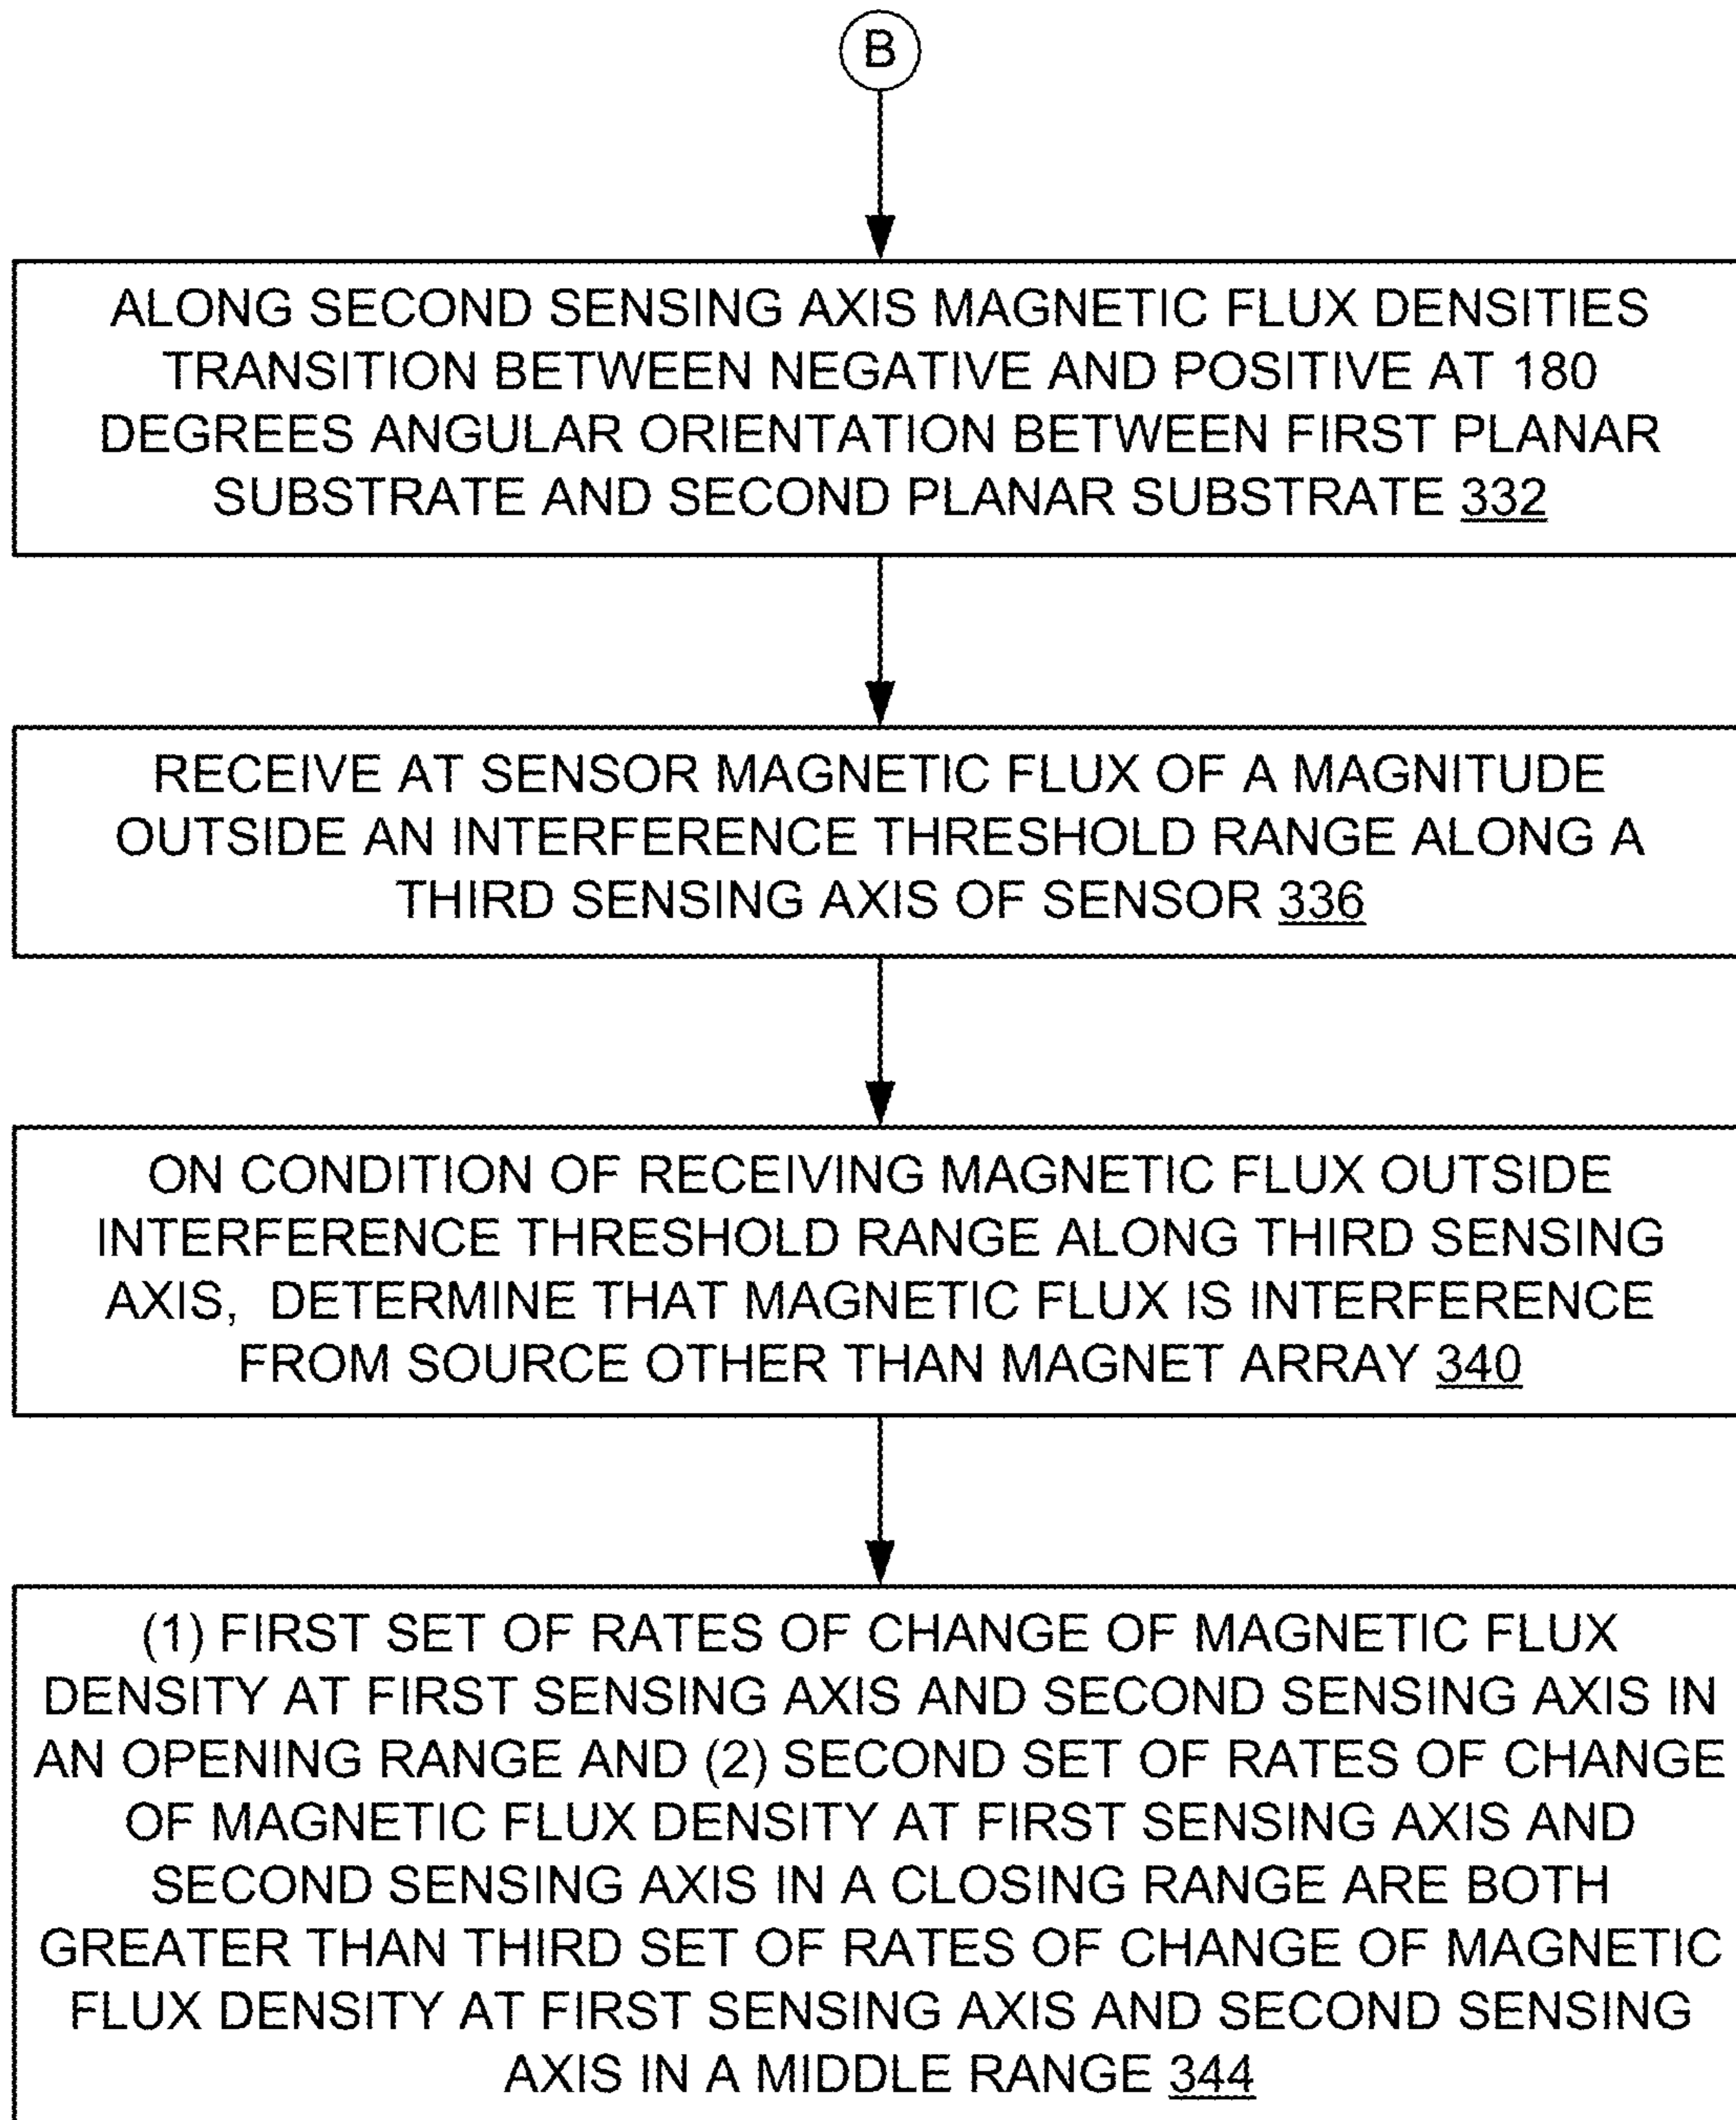 B
ALONG SECOND SENSING AXIS MAGNETIC FLUX DENSITIES
TRANSITION BETWEEN NEGATIVE AND POSITIVE AT 180
DEGREES ANGULAR ORIENTATION BETWEEN FIRST PLANAR
SUBSTRATE AND SECOND PLANAR SUBSTRATE 332
RECEIVE AT SENSOR MAGNETIC FLUX OF A MAGNITUDE
OUTSIDE AN INTERFERENCE THRESHOLD RANGE ALONG A
THIRD SENSING AXIS OF SENSOR 336
ON CONDITION OF RECEIVING MAGNETIC FLUX OUTSIDE
INTERFERENCE THRESHOLD RANGE ALONG THIRD SENSING
AXIS, DETERMINE THAT MAGNETIC FLUX IS INTERFERENCE
FROM SOURCE OTHER THAN MAGNET ARRAY 340
(1) FIRST SET OF RATES OF CHANGE OF MAGNETIC FLUX
DENSITY AT FIRST SENSING AXIS AND SECOND SENSING AXIS IN
AN OPENING RANGE AND (2) SECOND SET OF RATES OF CHANGE
OF MAGNETIC FLUX DENSITY AT FIRST SENSING AXIS AND
SECOND SENSING AXIS IN A CLOSING RANGE ARE BOTH
GREATER THAN THIRD SET OF RATES OF CHANGE OF MAGNETIC
FLUX DENSITY AT FIRST SENSING AXIS AND SECOND SENSING
AXIS IN A MIDDLE RANGE 344